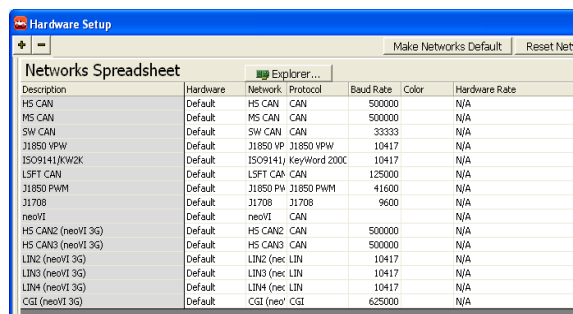 Hardware Setup
+ − Make Networks Default Reset Net
Networks Spreadsheet Explorer...
Description Hardware Network Protocol Baud Rate Color Hardware Rate
HS CAN Default HS CAN CAN 500000 N/A
MS CAN Default MS CAN CAN 500000 N/A
SW CAN Default SW CAN CAN 33333 N/A
J1850 VPW Default J1850 VP J1850 VPW 10417 N/A
ISO9141/KW2K Default ISO9141/ KeyWord 2000 10417 N/A
LSFT CAN Default LSFT CAN CAN 125000 N/A
J1850 PWM Default J1850 PW J1850 PWM 41600 N/A
J1708 Default J1708 J1708 9600 N/A
neoVI Default neoVI CAN N/A
HS CAN2 (neoVI 3G) Default HS CAN2 CAN 500000 N/A
HS CAN3 (neoVI 3G) Default HS CAN3 CAN 500000 N/A
LIN2 (neoVI 3G) Default LIN2 (neo LIN 10417 N/A
LIN3 (neoVI 3G) Default LIN3 (neo LIN 10417 N/A
LIN4 (neoVI 3G) Default LIN4 (neo LIN 10417 N/A
CGI (neoVI 3G) Default CGI (neo' CGI 625000 N/A